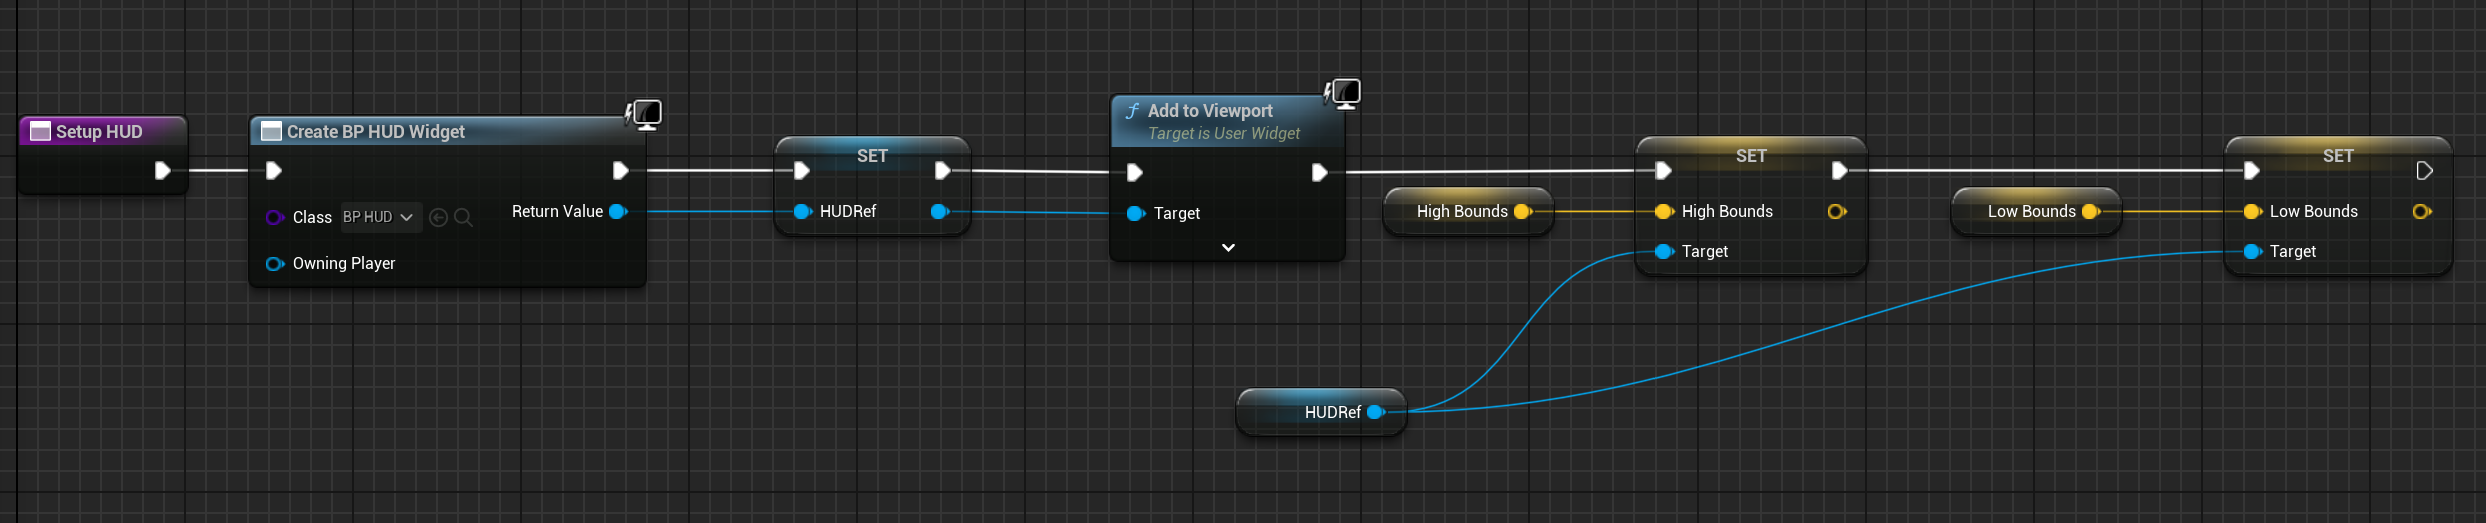 Setup HUD
Create BP HUD Widget
Class
BP HUD
Return Value
Owning Player
SET
HUDRef
f Add to Viewport
Target is User Widget
Target
High Bounds
SET
High Bounds
Target
Low Bounds
SET
Low Bounds
Target
HUDRef